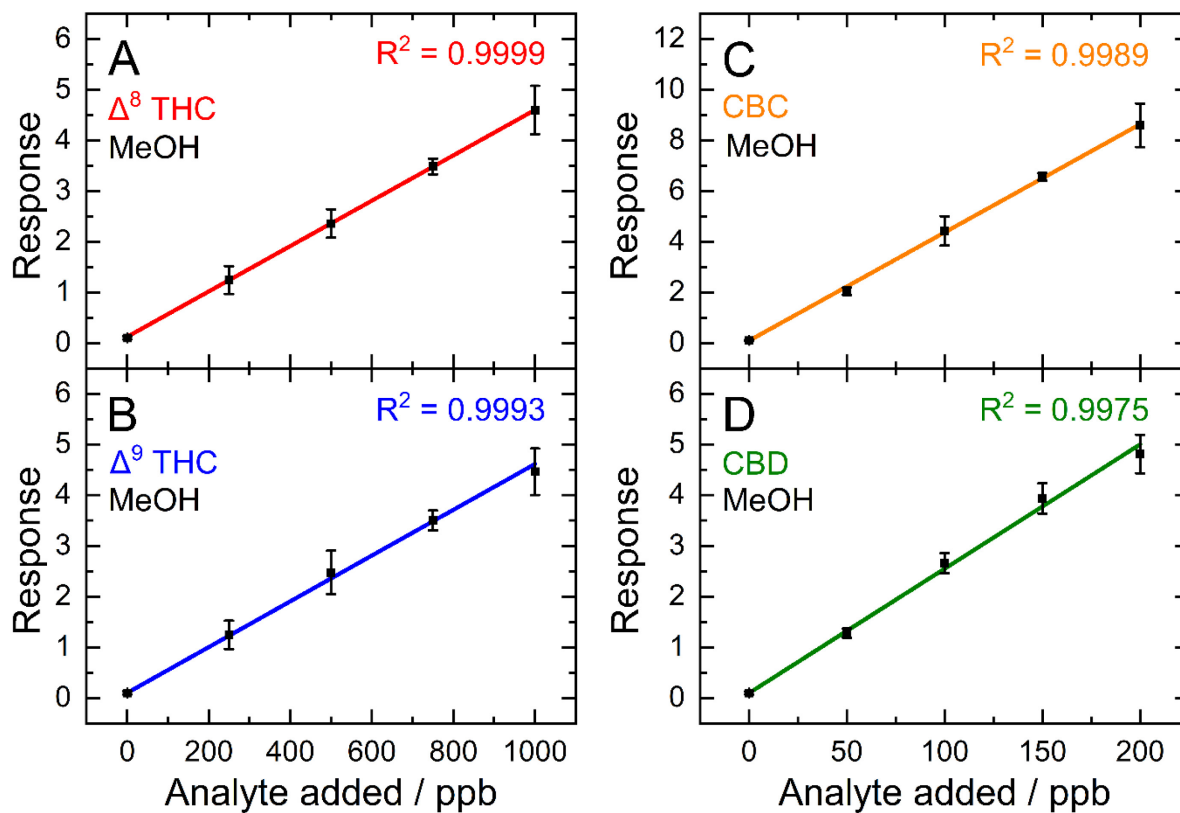 A
R² = 0.9999
Δ⁸ THC
MeOH
Response
6
5
4
3
2
1
0
C
R² = 0.9989
CBC
MeOH
Response
12
10
8
6
4
2
0
B
R² = 0.9993
Δ⁹ THC
MeOH
Response
6
5
4
3
2
1
0
0 200 400 600 800 1000
Analyte added / ppb
D
R² = 0.9975
CBD
MeOH
Response
6
5
4
3
2
1
0
0 50 100 150 200
Analyte added / ppb